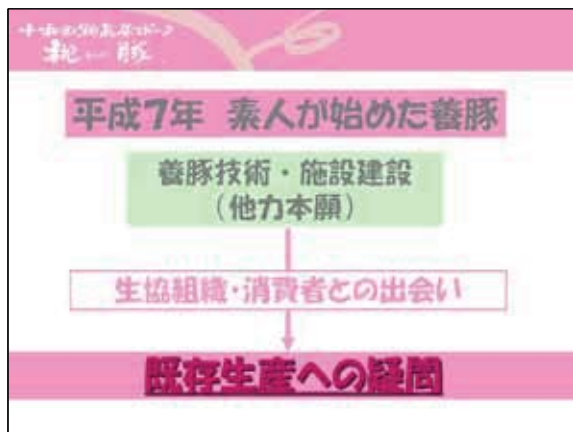 平成7年 素人が始めた養豚
養豚技術・施設建設
(他力本願)
生協組織・消費者との出会い
既存生産への疑問